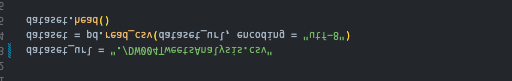 dataset_url = "./DW004TweetsAnalysis.csv"
dataset = pd.read_csv(dataset_url, encoding = "utf-8")
dataset.head()